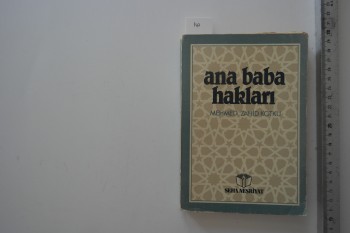 ana baba
hakları
MEHMED ZAHİD KOTKU
SEHA NEŞRİYAT